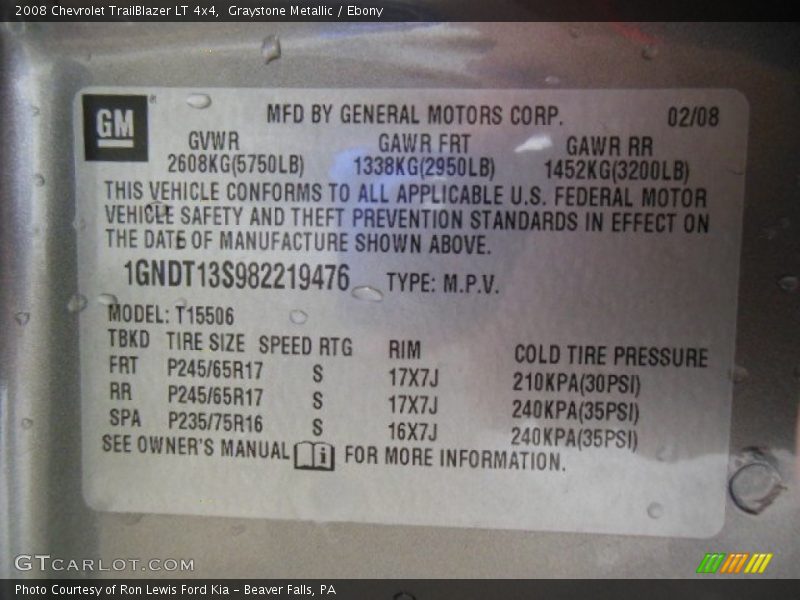 2008 Chevrolet TrailBlazer LT 4x4, Graystone Metallic / Ebony
GM
MFD BY GENERAL MOTORS CORP. 02/08
GVWR GAWR FRT GAWR RR
2608KG(5750LB) 1338KG(2950LB) 1452KG(3200LB)
THIS VEHICLE CONFORMS TO ALL APPLICABLE U.S. FEDERAL MOTOR
VEHICLE SAFETY AND THEFT PREVENTION STANDARDS IN EFFECT ON
THE DATE OF MANUFACTURE SHOWN ABOVE.
1GNDT13S982219476 TYPE: M.P.V.
MODEL: T15506
TBKD TIRE SIZE SPEED RTG RIM COLD TIRE PRESSURE
FRT P245/65R17 S 17X7J 210KPA(30PSI)
RR P245/65R17 S 17X7J 240KPA(35PSI)
SPA P235/75R16 S 16X7J 240KPA(35PSI)
SEE OWNER'S MANUAL i FOR MORE INFORMATION.
GTCARLOT.COM
Photo Courtesy of Ron Lewis Ford Kia – Beaver Falls, PA